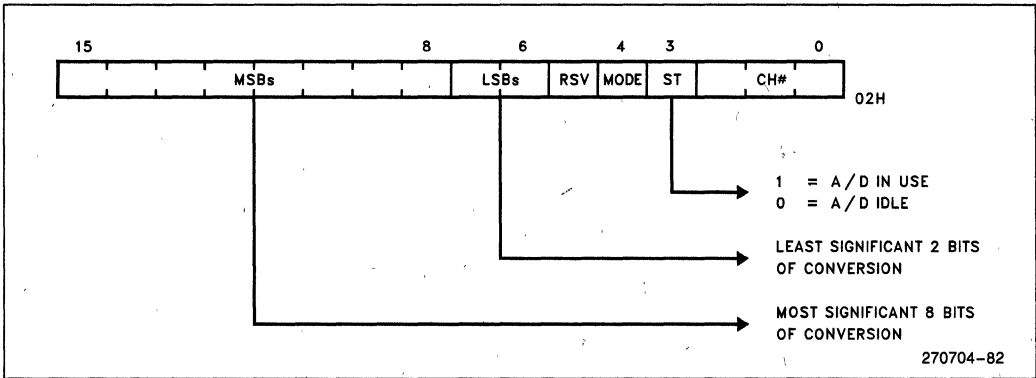 15 8 6 4 3 0
MSBs LSBs RSV MODE ST CH#
02H
1 = A/D IN USE
0 = A/D IDLE
LEAST SIGNIFICANT 2 BITS
OF CONVERSION
MOST SIGNIFICANT 8 BITS
OF CONVERSION
270704-82